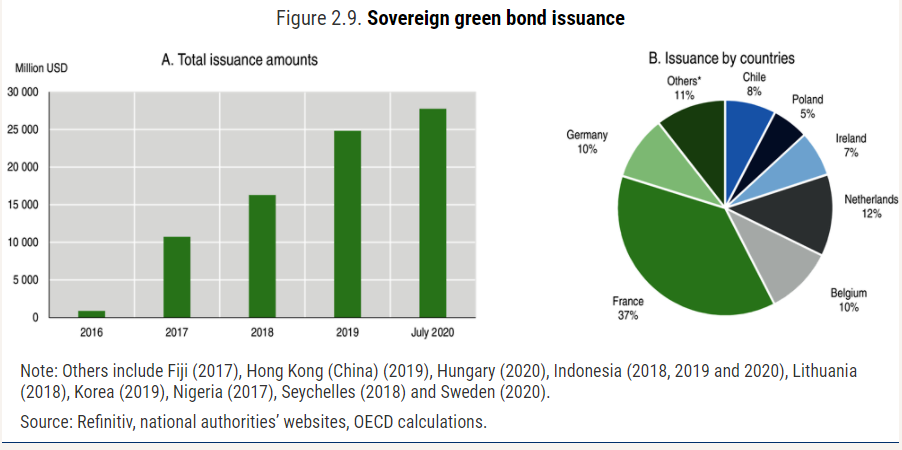 Figure 2.9. Sovereign green bond issuance
A. Total issuance amounts
Million USD
30 000
25 000
20 000
15 000
10 000
5 000
0
2016
2017
2018
2019
July 2020
B. Issuance by countries
Others*
11%
Chile
8%
Poland
5%
Ireland
7%
Netherlands
12%
Belgium
10%
France
37%
Germany
10%
Note: Others include Fiji (2017), Hong Kong (China) (2019), Hungary (2020), Indonesia (2018, 2019 and 2020), Lithuania
(2018), Korea (2019), Nigeria (2017), Seychelles (2018) and Sweden (2020).
Source: Refinitiv, national authorities’ websites, OECD calculations.